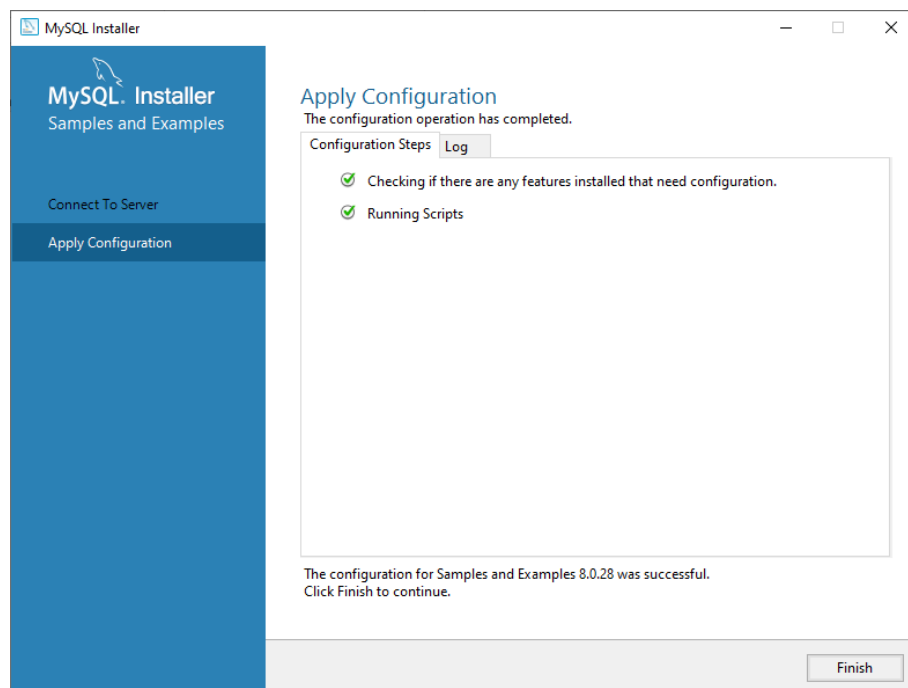 MySQL Installer
MySQL. Installer
Samples and Examples
Connect To Server
Apply Configuration
Apply Configuration
The configuration operation has completed.
Configuration Steps Log
Checking if there are any features installed that need configuration.
Running Scripts
The configuration for Samples and Examples 8.0.28 was successful.
Click Finish to continue.
Finish